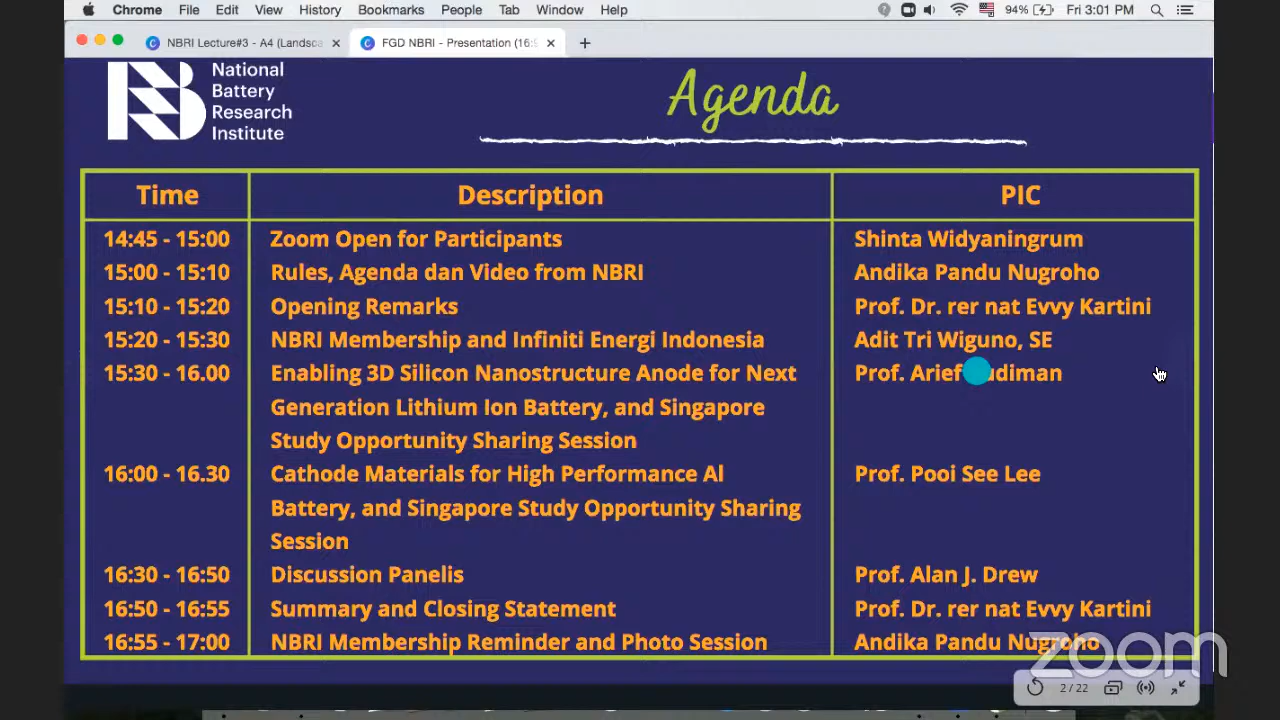 Chrome File Edit View History Bookmarks People Tab Window Help 94% Fri 3:01 PM
NBRI Lecture#3 - A4 (Landsca FGD NBRI - Presentation (16:9
National
Battery
Research
Institute
Agenda
Time Description PIC
14:45 - 15:00 Zoom Open for Participants Shinta Widyaningrum
15:00 - 15:10 Rules, Agenda dan Video from NBRI Andika Pandu Nugroho
15:10 - 15:20 Opening Remarks Prof. Dr. rer nat Evvy Kartini
15:20 - 15:30 NBRI Membership and Infiniti Energi Indonesia Adit Tri Wiguno, SE
15:30 - 16.00 Enabling 3D Silicon Nanostructure Anode for Next Prof. Arief
Generation Lithium Ion Battery, and Singapore
Study Opportunity Sharing Session
16:00 - 16.30 Cathode Materials for High Performance Al Prof. Pooi See Lee
Battery, and Singapore Study Opportunity Sharing
Session
16:30 - 16:50 Discussion Panelis Prof. Alan J. Drew
16:50 - 16:55 Summary and Closing Statement Prof. Dr. rer nat Evvy Kartini
16:55 - 17:00 NBRI Membership Reminder and Photo Session Andika Pandu Nugroho
zoom
2 / 22